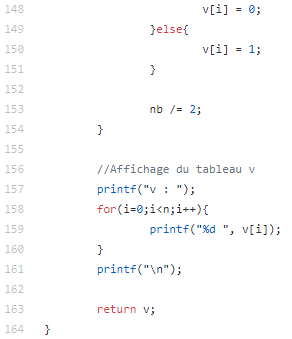 148 v[i] = 0;
149 }else{
150 v[i] = 1;
151 }
152
153 nb /= 2;
154 }
155
156 //Affichage du tableau v
157 printf("v : ");
158 for(i=0;i<n;i++){
159 printf("%d ", v[i]);
160 }
161 printf("\n");
162
163 return v;
164 }